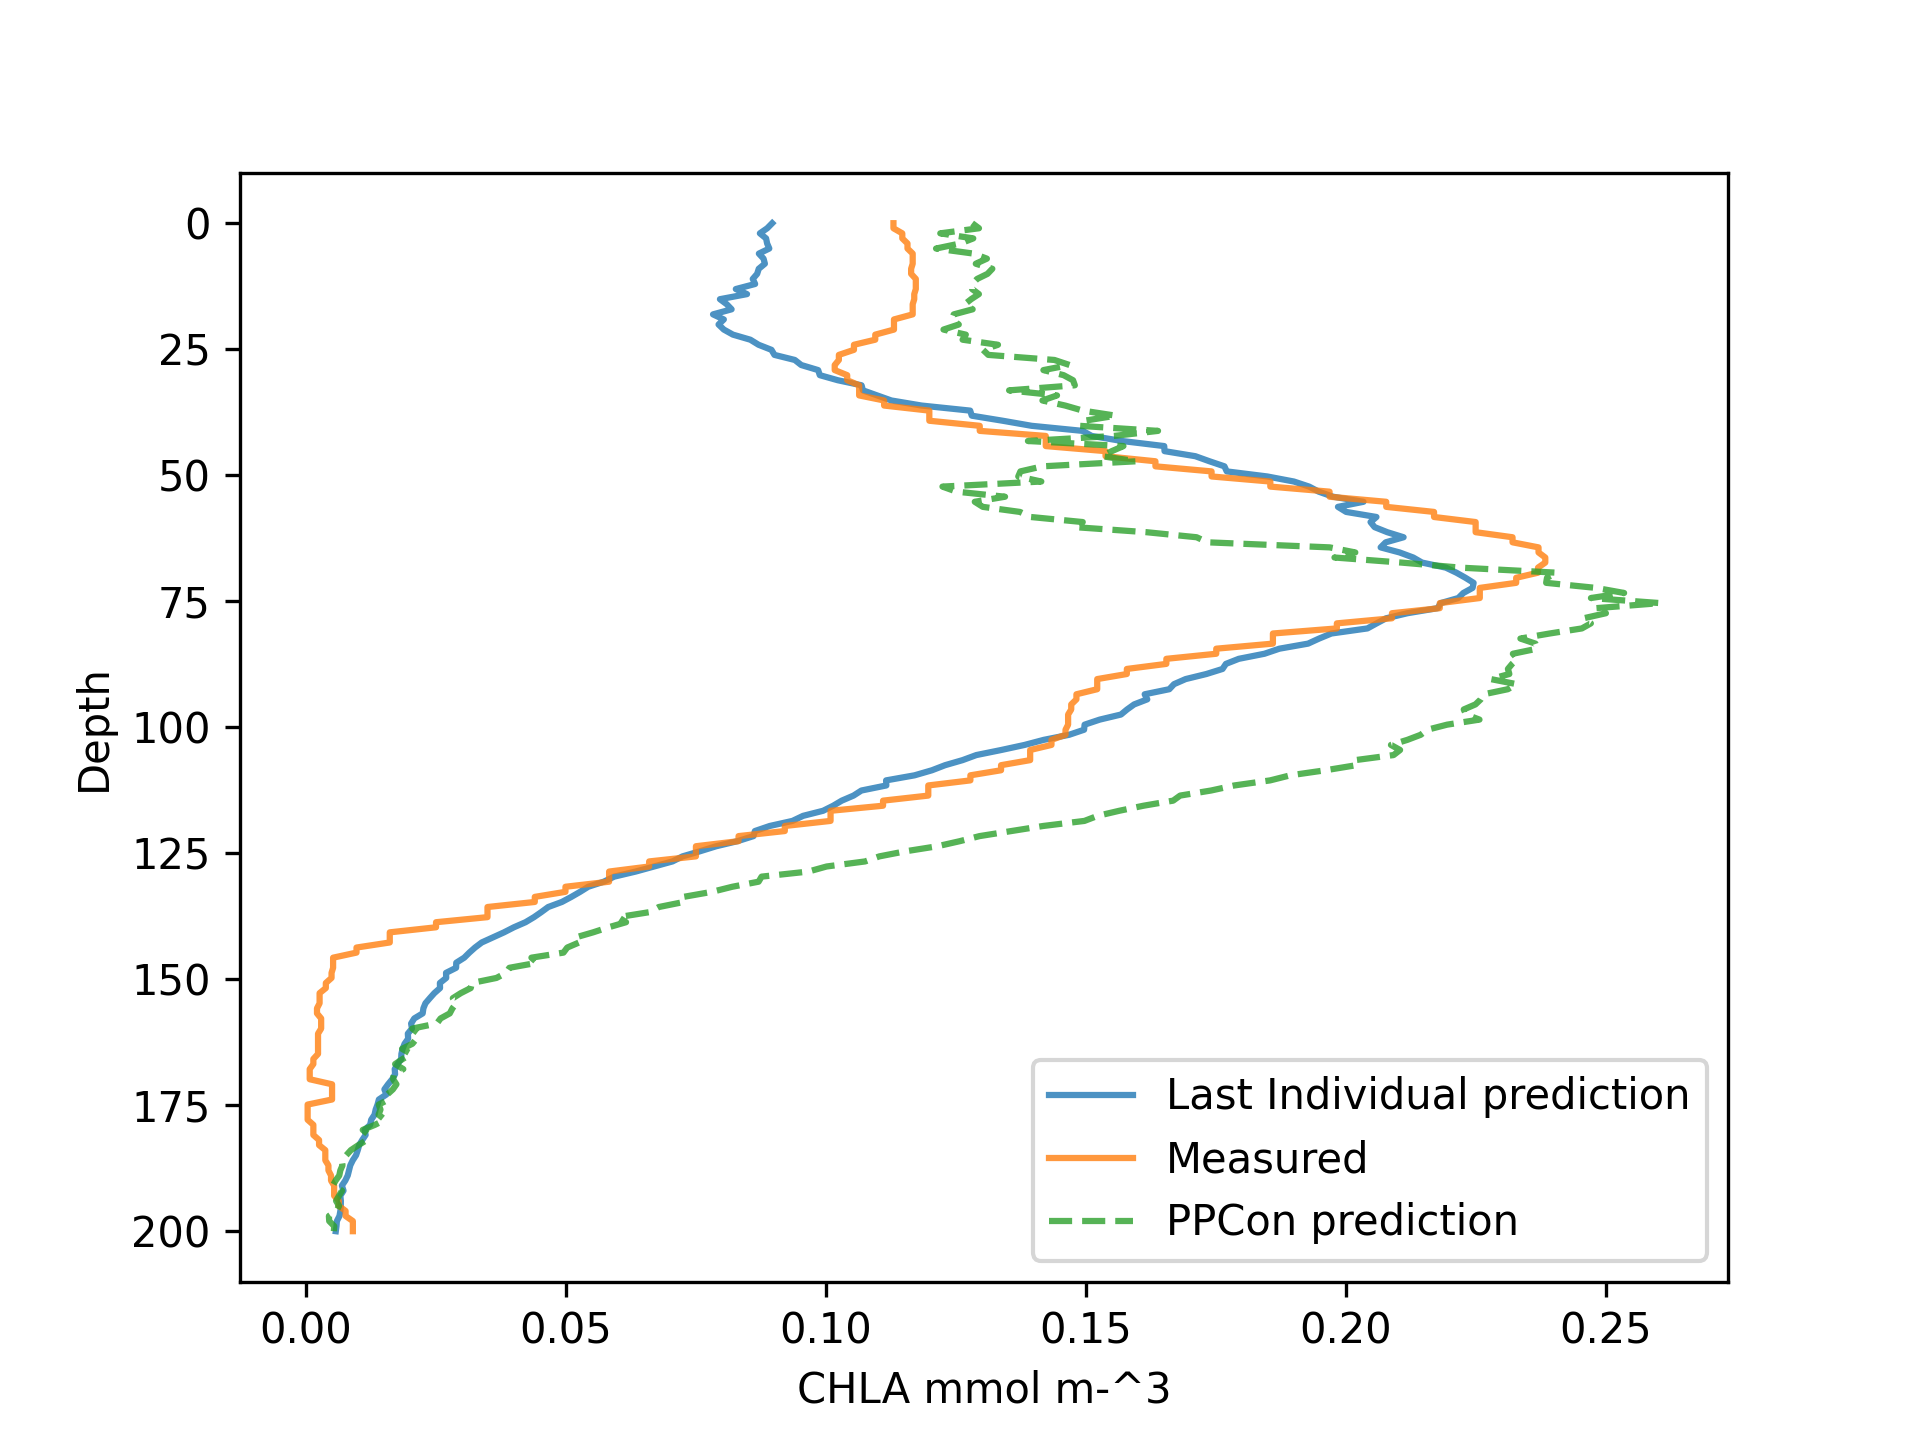 0
25
50
75
100
125
150
175
200
Depth
0.00 0.05 0.10 0.15 0.20 0.25
CHLA mmol m-^3
Last Individual prediction
Measured
PPCon prediction